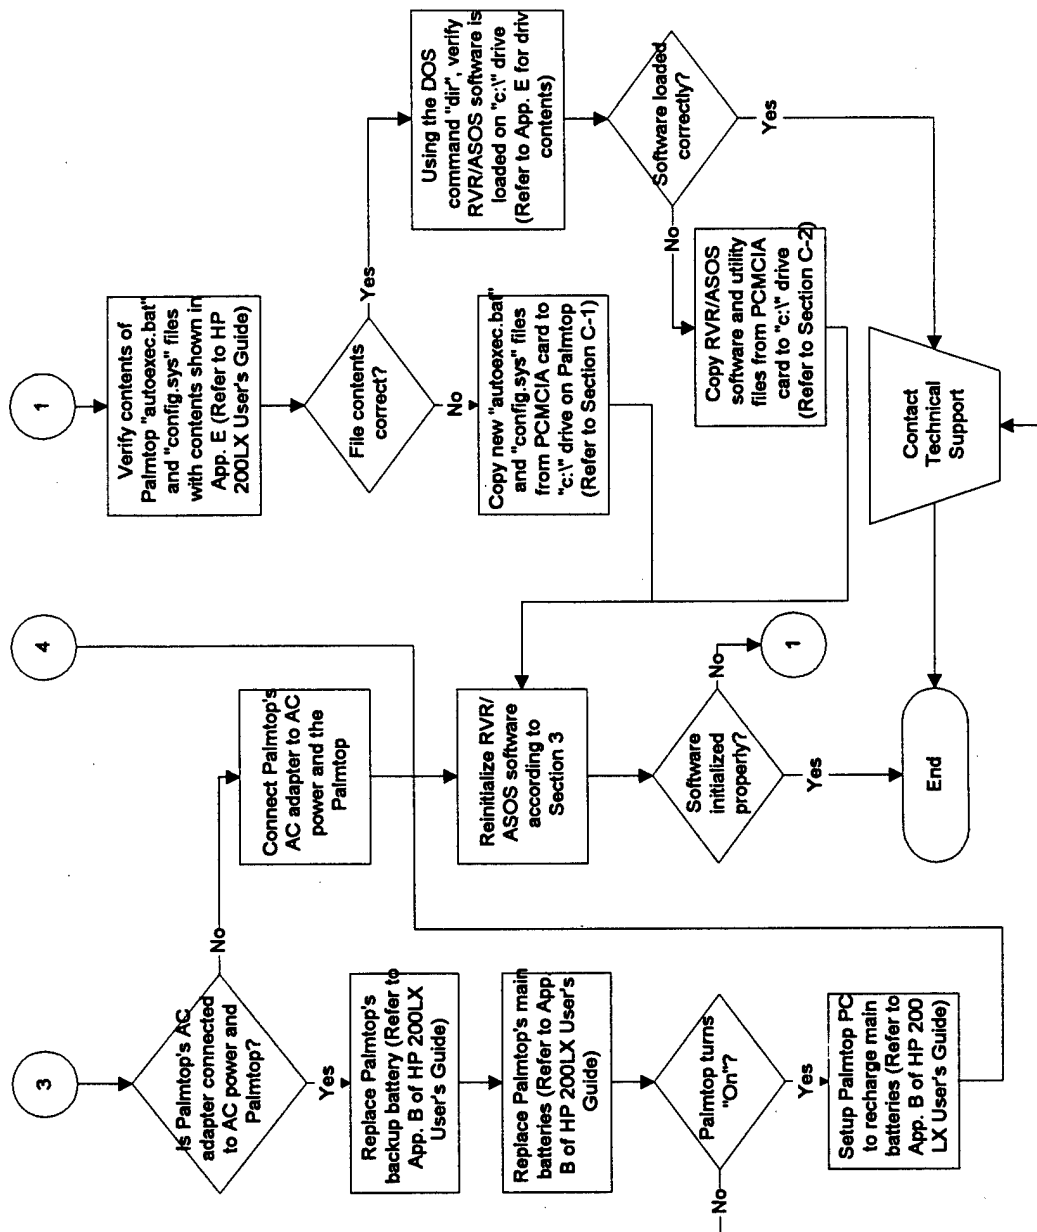 3
Is Palmtop's AC
adapter connected
to AC power and
Palmtop?
No
Yes
Connect Palmtop's
AC adapter to AC
power and the
Palmtop
Replace Palmtop's
backup battery (Refer to
App. B of HP 200LX
User's Guide)
Replace Palmtop's main
batteries (Refer to App.
B of HP 200LX User's
Guide)
Palmtop turns
"On"?
No
Yes
Setup Palmtop PC
to recharge main
batteries (Refer to
App. B of HP 200
LX User's Guide)
4
Reinitialize RVR/
ASOS software
according to
Section 3
Software
initialized
properly?
No
1
Yes
End
1
Verify contents of
Palmtop "autoexec.bat"
and "config.sys" files
with contents shown in
App. E (Refer to HP
200LX User's Guide)
File contents
correct?
Yes
No
Copy new "autoexec.bat"
and "config.sys" files
from PCMCIA card to
"c:\" drive on Palmtop
(Refer to Section C-1)
Using the DOS
command "dir", verify
RVR/ASOS software is
loaded on "c:\" drive
(Refer to App. E for driv
contents)
Software loaded
correctly?
No
Yes
Copy RVR/ASOS
software and utility
files from PCMCIA
card to "c:\" drive
(Refer to Section C-2)
Contact
Technical
Support